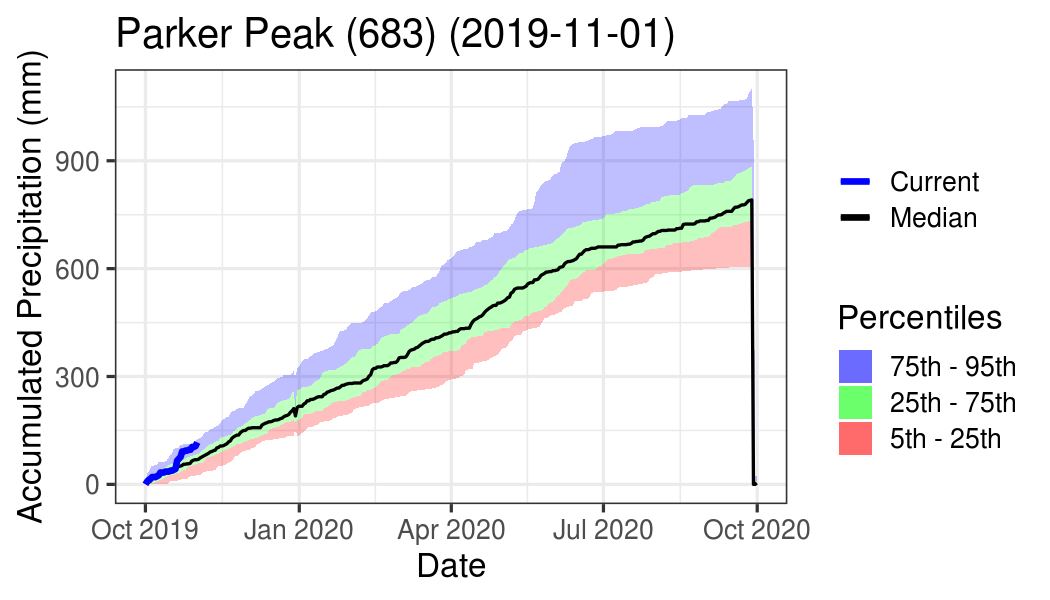 Parker Peak (683) (2019-11-01)
Accumulated Precipitation (mm)
900
600
300
0
Oct 2019
Jan 2020
Apr 2020
Jul 2020
Oct 2020
Date
Current
Median
Percentiles
75th - 95th
25th - 75th
5th - 25th